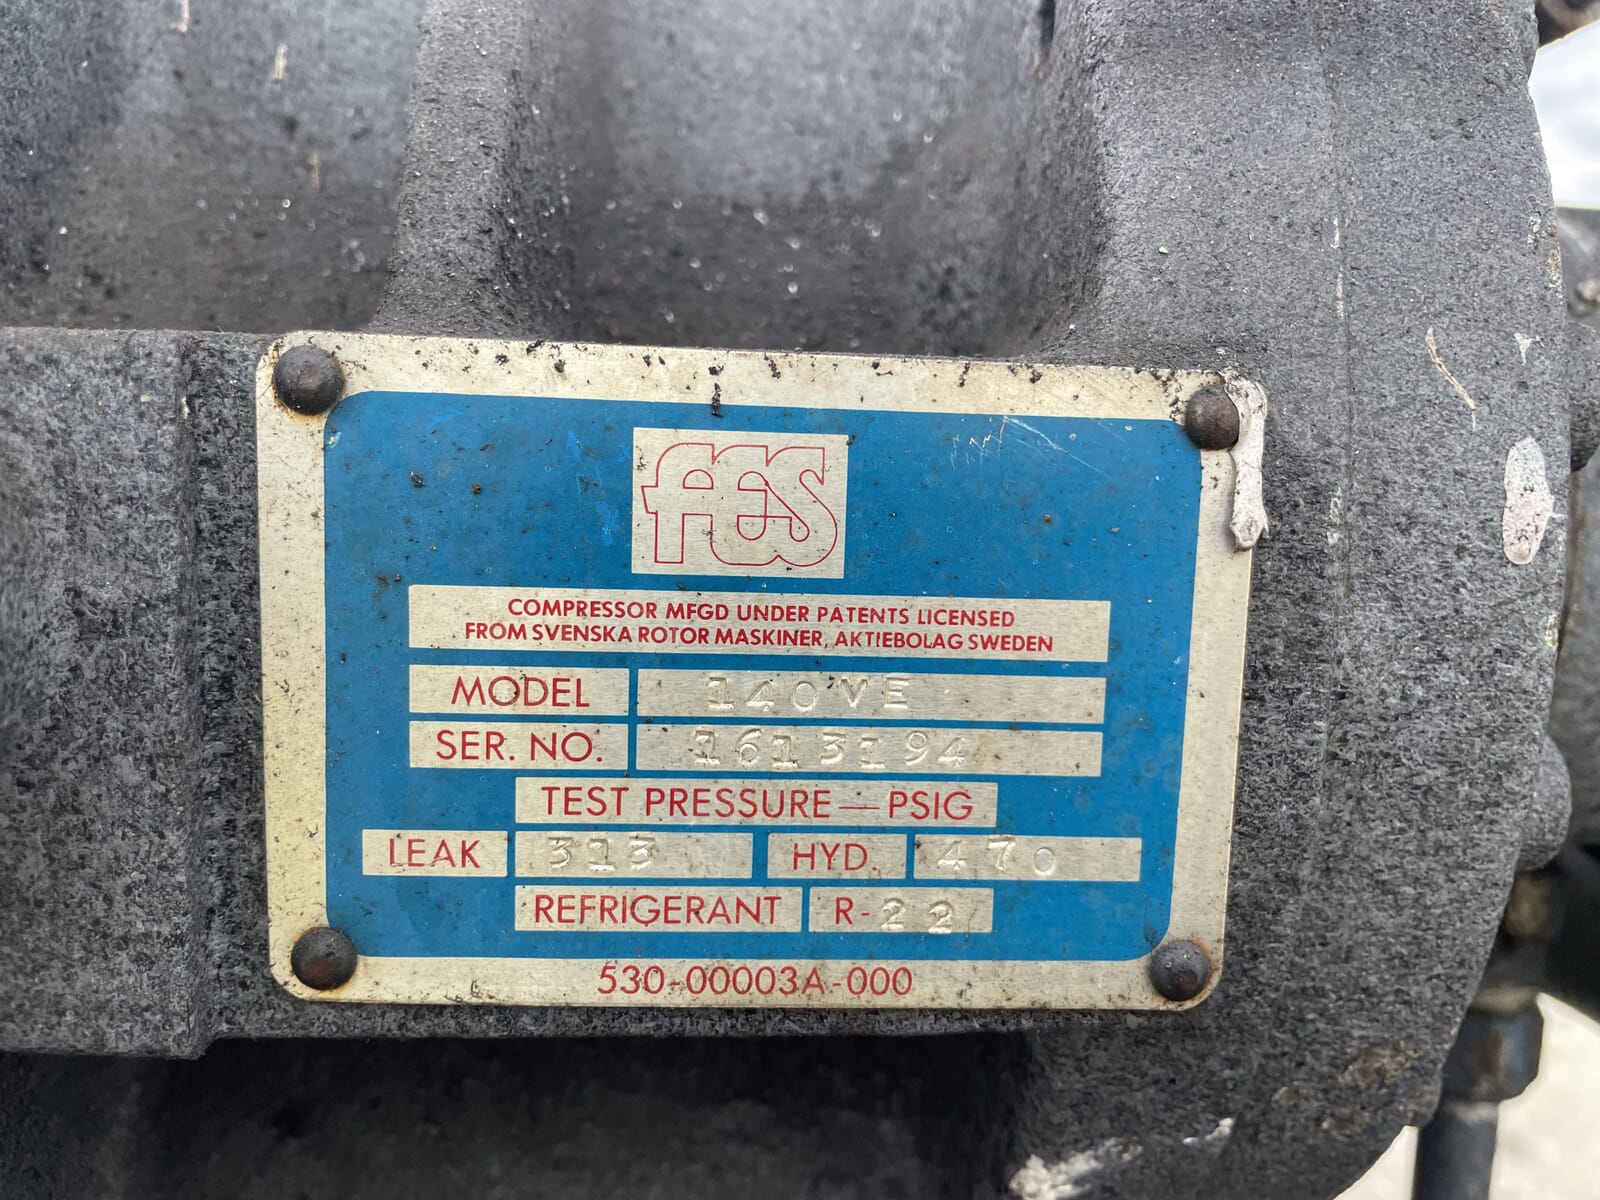 FES
COMPRESSOR MFGD UNDER PATENTS LICENSED
FROM SVENSKA ROTOR MASKINER, AKTIEBOLAG SWEDEN
MODEL 140VE
SER. NO. 1613194
TEST PRESSURE — PSIG
LEAK 313 HYD. 470
REFRIGERANT R-22
530-00003A-000